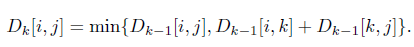 D_k[i, j] = min{D_{k−1}[i, j], D_{k−1}[i, k] + D_{k−1}[k, j]}.